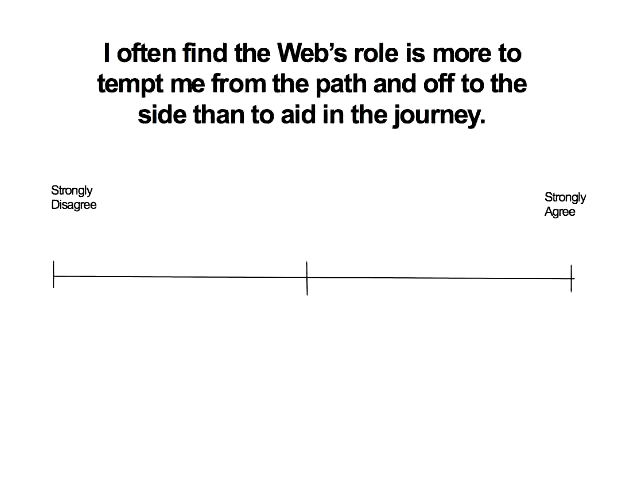 I often find the Web’s role is more to
tempt me from the path and off to the
side than to aid in the journey.
Strongly
Disagree
Strongly
Agree